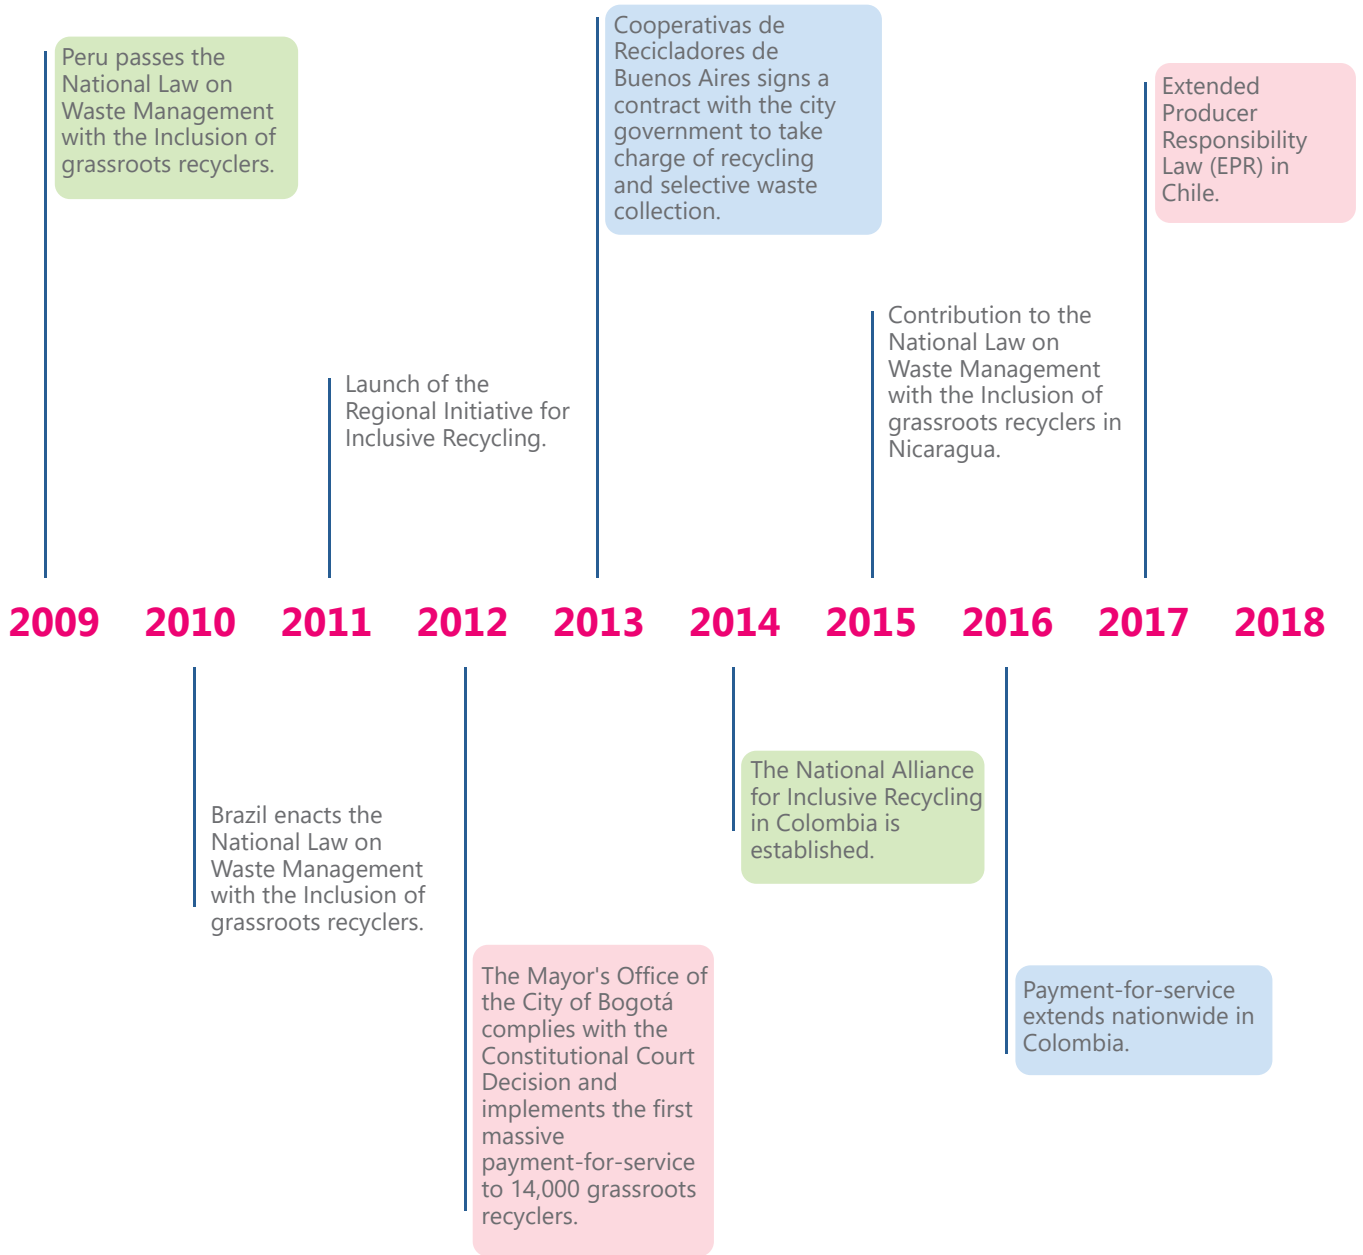 Peru passes the
National Law on
Waste Management
with the Inclusion of
grassroots recyclers.
Launch of the
Regional Initiative for
Inclusive Recycling.
Cooperativas de
Recicladores de
Buenos Aires signs a
contract with the city
government to take
charge of recycling
and selective waste
collection.
Contribution to the
National Law on
Waste Management
with the Inclusion of
grassroots recyclers in
Nicaragua.
Extended
Producer
Responsibility
Law (EPR) in
Chile.
2009 2010 2011 2012 2013 2014 2015 2016 2017 2018
Brazil enacts the
National Law on
Waste Management
with the Inclusion of
grassroots recyclers.
The Mayor's Office of
the City of Bogotá
complies with the
Constitutional Court
Decision and
implements the first
massive
payment-for-service
to 14,000 grassroots
recyclers.
The National Alliance
for Inclusive Recycling
in Colombia is
established.
Payment-for-service
extends nationwide in
Colombia.